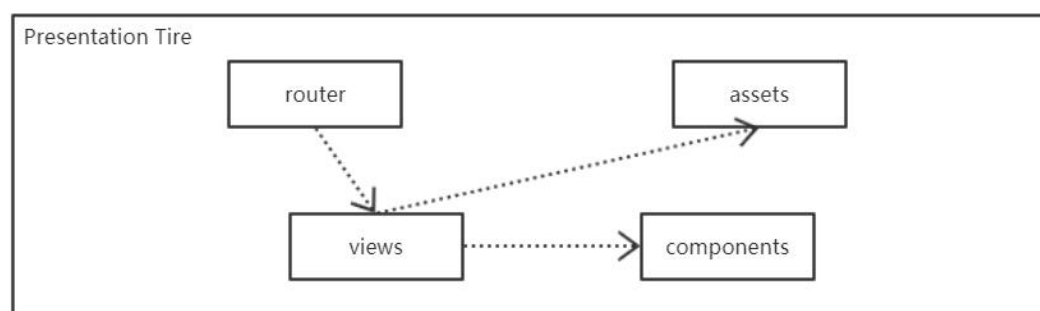 Presentation Tire
router
assets
views
components